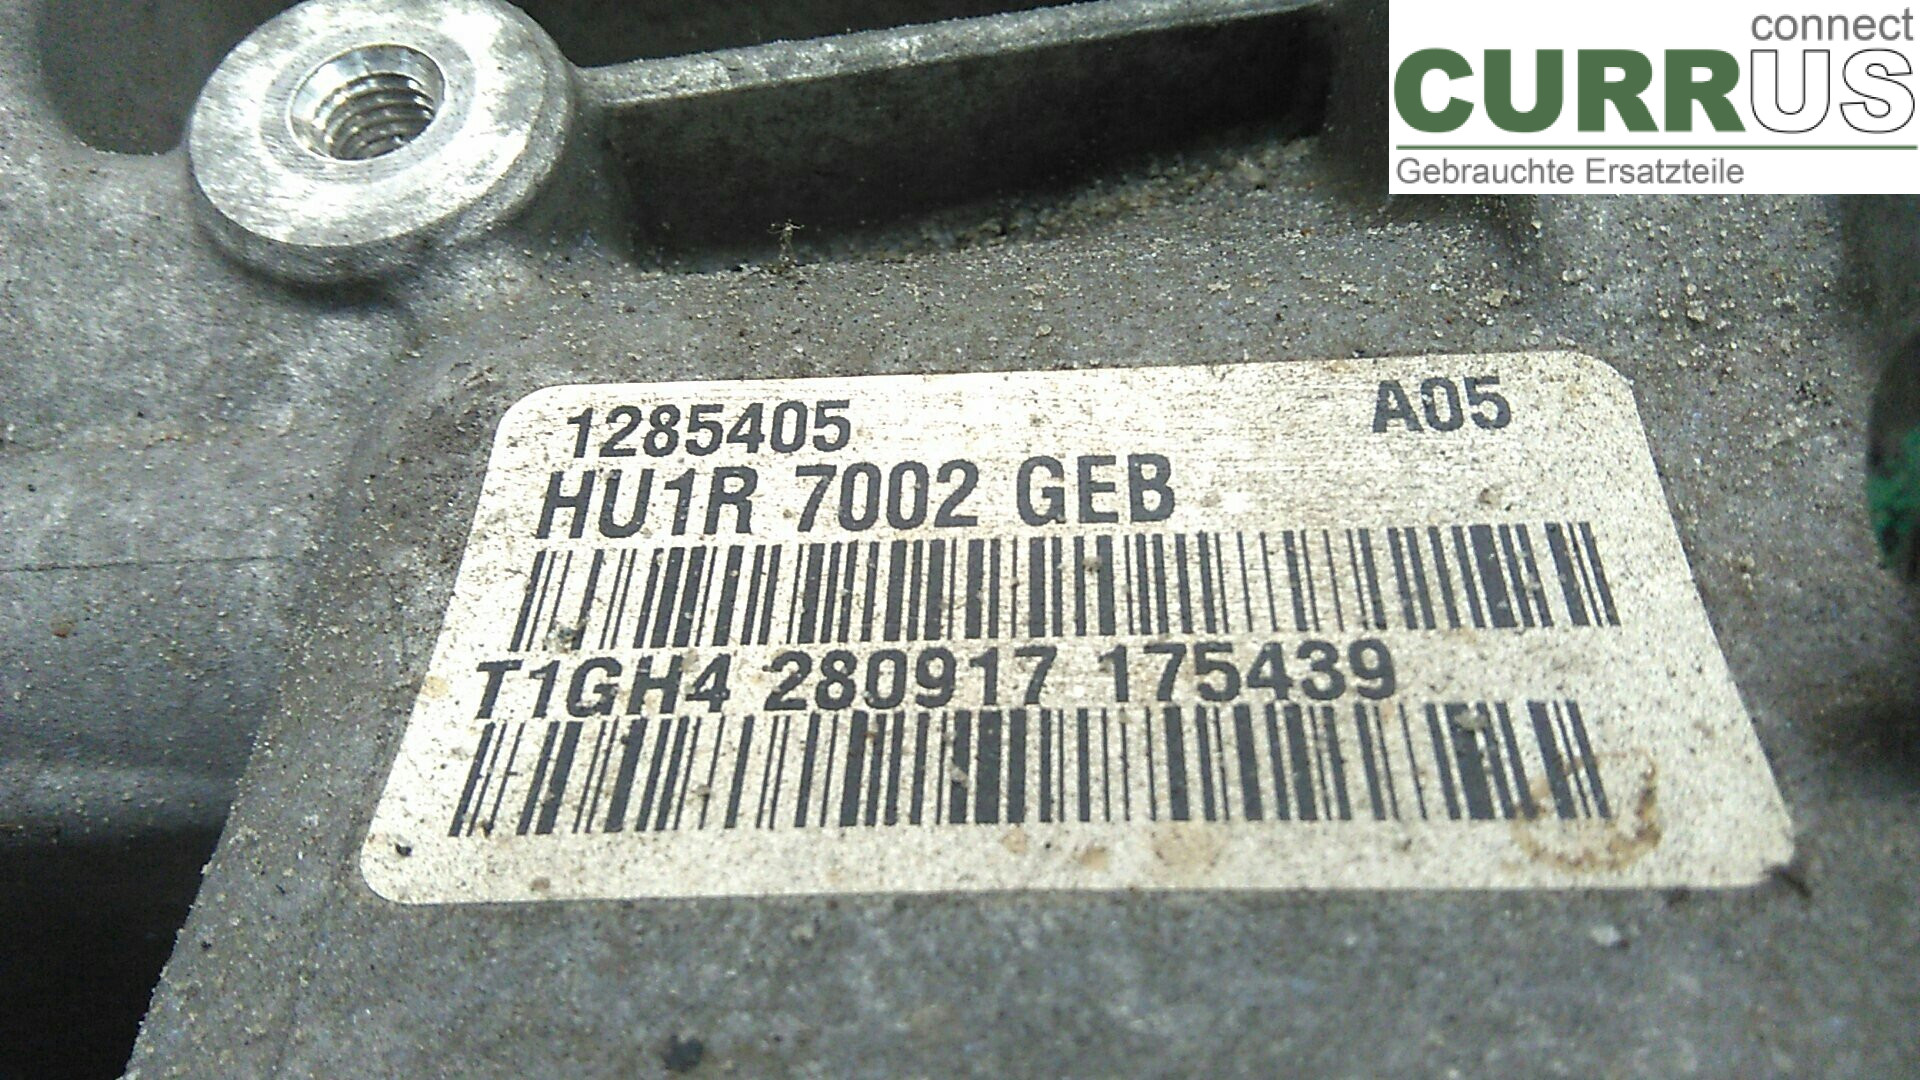 connect
CURRUS
Gebrauchte Ersatzteile
1285405 A05
HU1R 7002 GEB
T1GH4 280917 175439